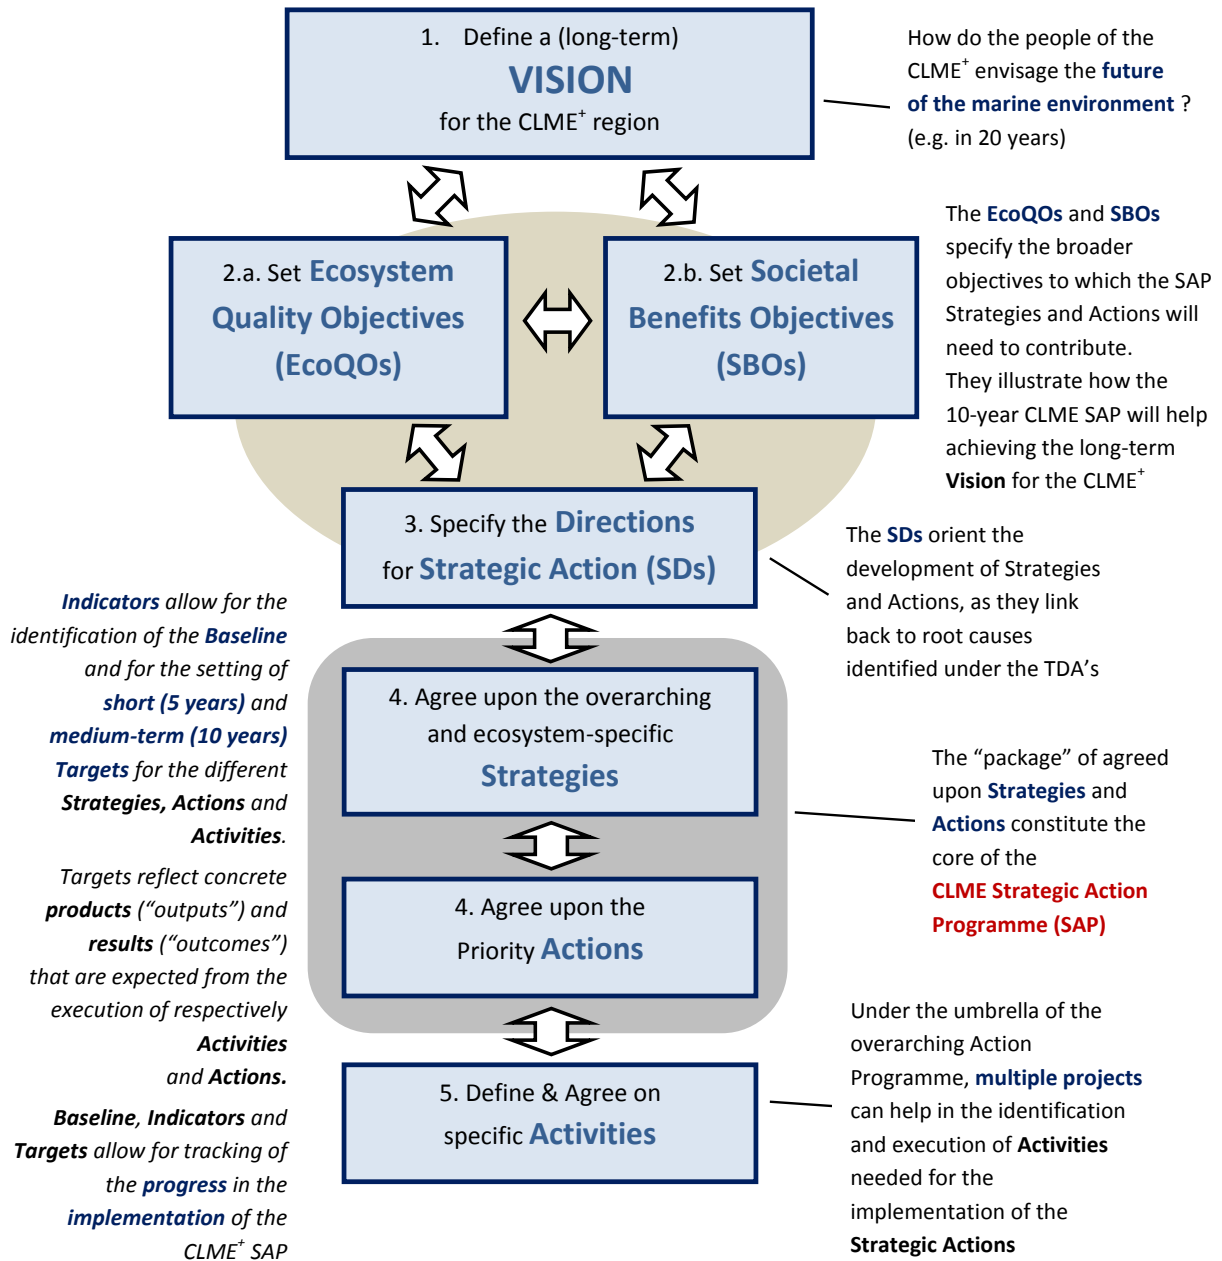 1. Define a (long-term)
VISION
for the CLME+ region
How do the people of the
CLME+ envisage the future
of the marine environment ?
(e.g. in 20 years)
2.a. Set Ecosystem
Quality Objectives
(EcoQOs)
2.b. Set Societal
Benefits Objectives
(SBOs)
The EcoQOs and SBOs
specify the broader
objectives to which the SAP
Strategies and Actions will
need to contribute.
They illustrate how the
10-year CLME SAP will help
achieving the long-term
Vision for the CLME+
3. Specify the Directions
for Strategic Action (SDs)
The SDs orient the
development of Strategies
and Actions, as they link
back to root causes
identified under the TDA's
Indicators allow for the
identification of the Baseline
and for the setting of
short (5 years) and
medium-term (10 years)
Targets for the different
Strategies, Actions and
Activities.
Targets reflect concrete
products ("outputs") and
results ("outcomes")
that are expected from the
execution of respectively
Activities
and Actions.
Baseline, Indicators and
Targets allow for tracking of
the progress in the
implementation of the
CLME+ SAP
4. Agree upon the overarching
and ecosystem-specific
Strategies
4. Agree upon the
Priority Actions
The “package” of agreed
upon Strategies and
Actions constitute the
core of the
CLME Strategic Action
Programme (SAP)
5. Define & Agree on
specific Activities
Under the umbrella of the
overarching Action
Programme, multiple projects
can help in the identification
and execution of Activities
needed for the
implementation of the
Strategic Actions